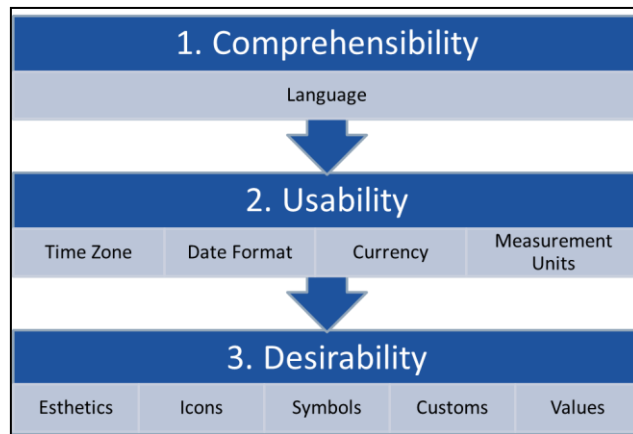 1. Comprehensibility
Language
2. Usability
Time Zone
Date Format
Currency
Measurement
Units
3. Desirability
Esthetics
Icons
Symbols
Customs
Values